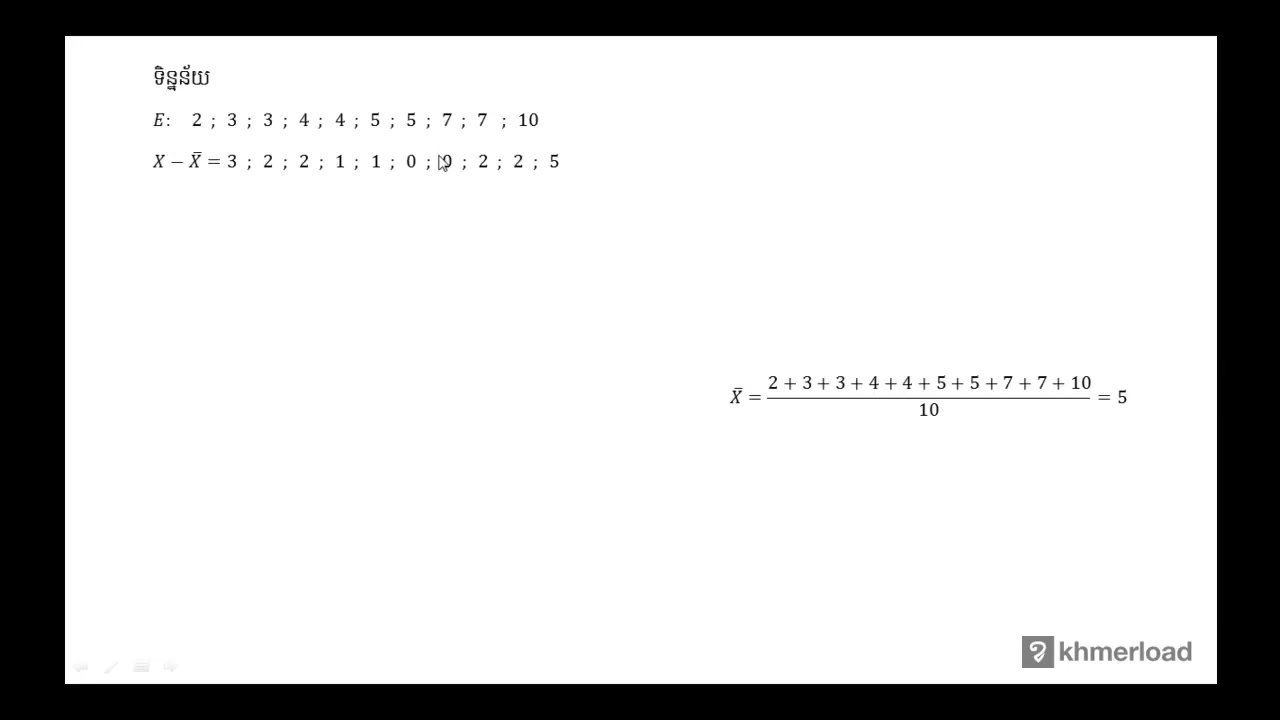 ទិន្នន័យ
E: 2 ; 3 ; 3 ; 4 ; 4 ; 5 ; 5 ; 7 ; 7 ; 10
X − X̄ = 3 ; 2 ; 2 ; 1 ; 1 ; 0 ; 0 ; 2 ; 2 ; 5
X̄ = (2 + 3 + 3 + 4 + 4 + 5 + 5 + 7 + 7 + 10) / 10 = 5
khmerload